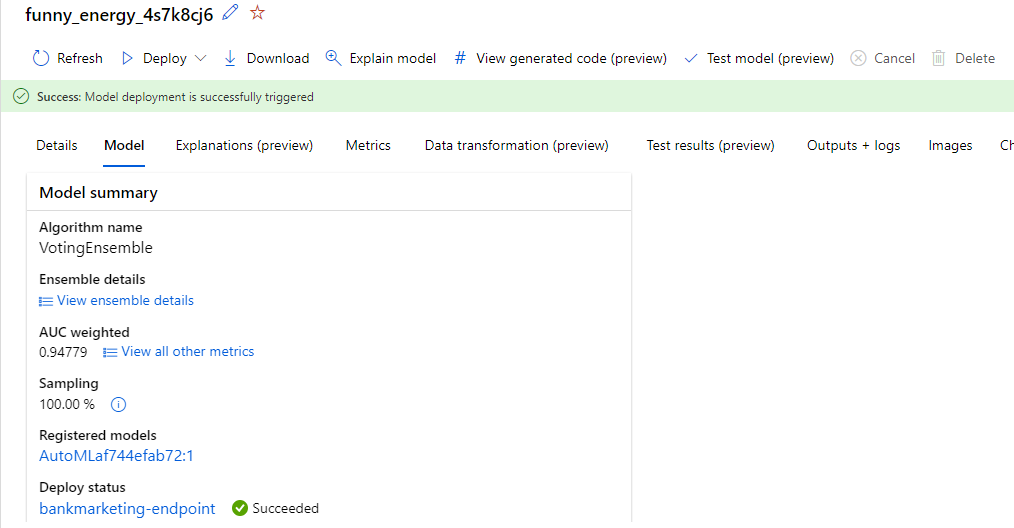 funny_energy_4s7k8cj6
Refresh Deploy Download Explain model # View generated code (preview) Test model (preview) Cancel Delete
Success: Model deployment is successfully triggered
Details Model Explanations (preview) Metrics Data transformation (preview) Test results (preview) Outputs + logs Images Ch
Model summary
Algorithm name
VotingEnsemble
Ensemble details
View ensemble details
AUC weighted
0.94779 View all other metrics
Sampling
100.00 %
Registered models
AutoMLaf744efab72:1
Deploy status
bankmarketing-endpoint Succeeded